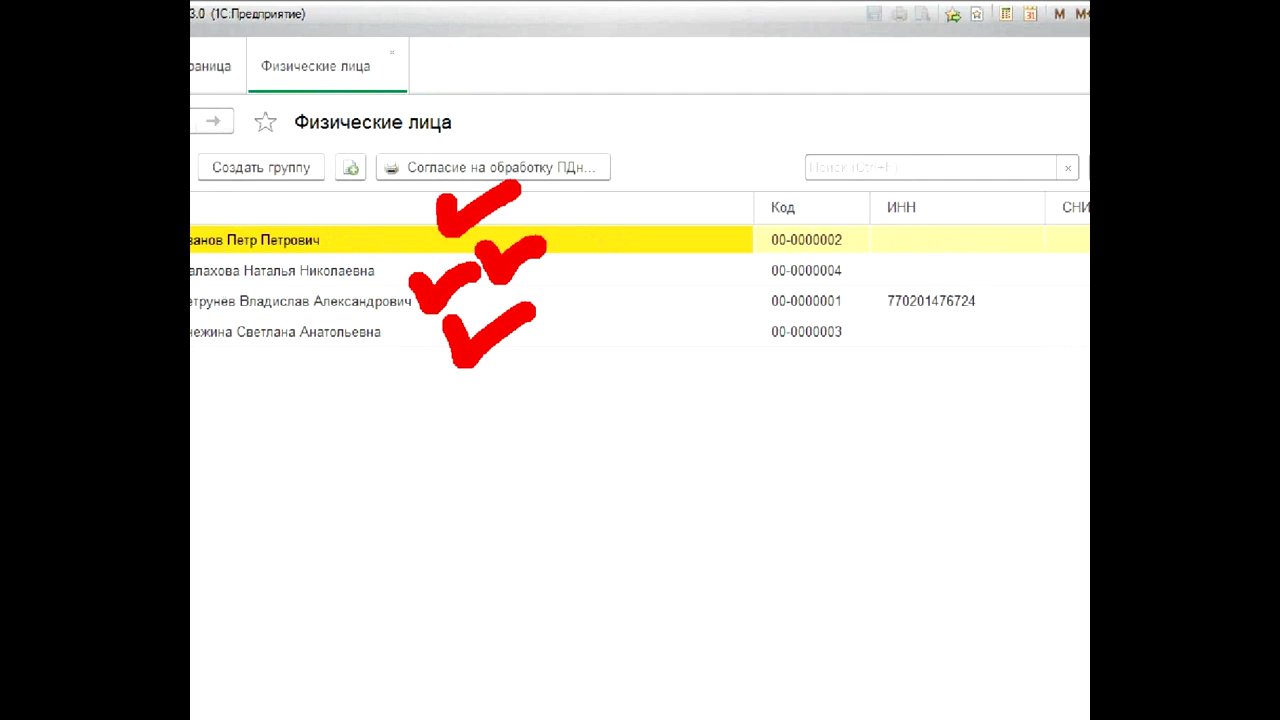 3.0 (1С:Предприятие) M M+
раница Физические лица
Физические лица
Создать группу Согласие на обработку ПДн... Поиск (Ctrl+F) ×
Код ИНН СНИ
ванов Петр Петрович 00-0000002
алахова Наталья Николаевна 00-0000004
етрунев Владислав Александрович 00-0000001 770201476724
нежина Светлана Анатольевна 00-0000003